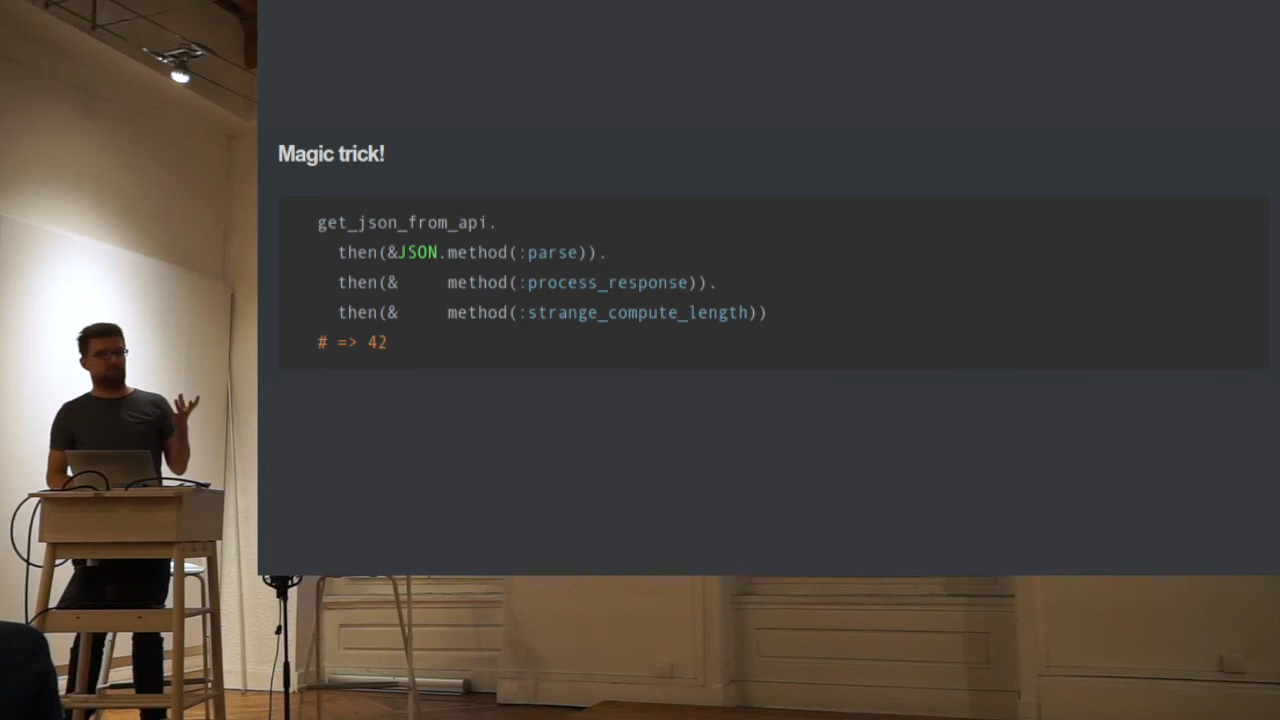 Magic trick!
get_json_from_api.
then(&JSON.method(:parse)).
then(&     method(:process_response)).
then(&     method(:strange_compute_length))
# => 42